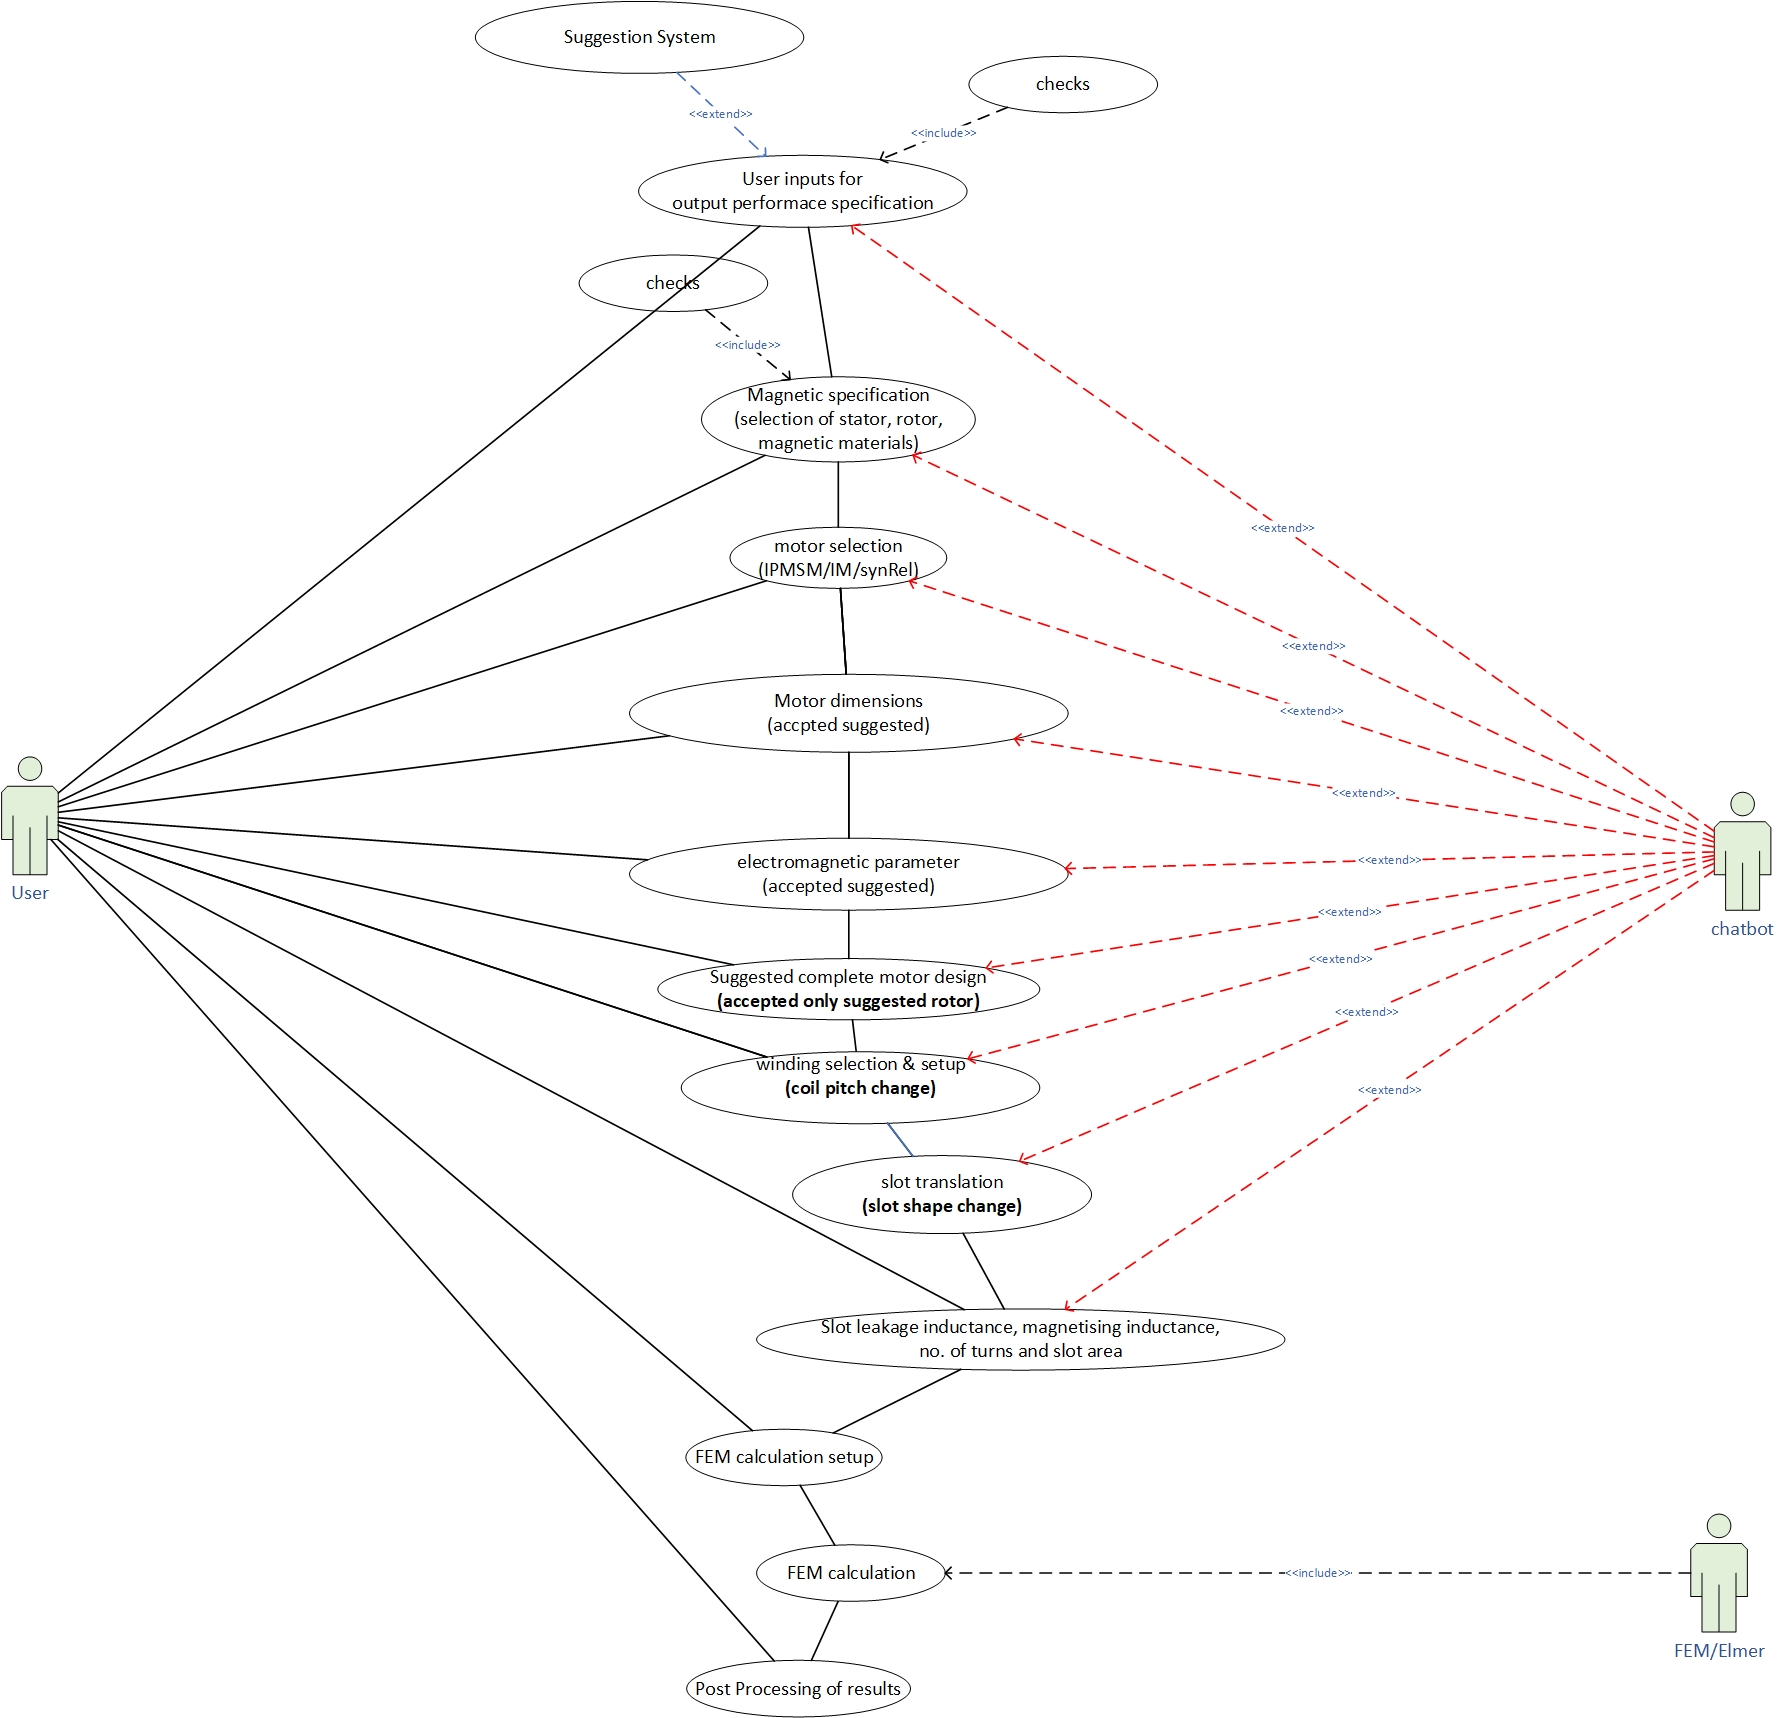 Suggestion System
checks
<<extend>>
<<include>>
User inputs for
output performace specification
checks
<<include>>
Magnetic specification
(selection of stator, rotor,
magnetic materials)
<<extend>>
motor selection
(IPMSM/IM/synRel)
<<extend>>
Motor dimensions
(accpted suggested)
<<extend>>
<<extend>>
electromagnetic parameter
(accepted suggested)
<<extend>>
User
chatbot
<<extend>>
Suggested complete motor design
(accepted only suggested rotor)
<<extend>>
winding selection & setup
(coil pitch change)
<<extend>>
slot translation
(slot shape change)
<<extend>>
Slot leakage inductance, magnetising inductance,
no. of turns and slot area
FEM calculation setup
FEM calculation
<<include>>
FEM/Elmer
Post Processing of results